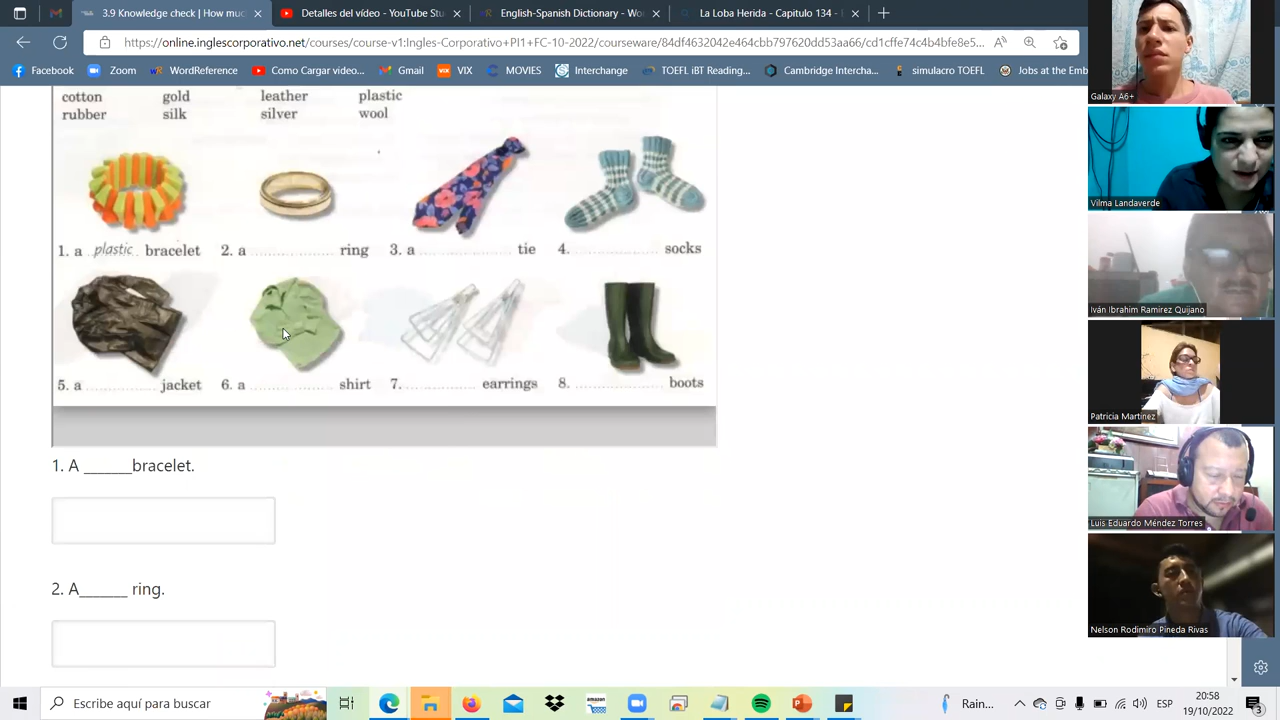 3.9 Knowledge check | How muc
Detalles del vídeo - YouTube Stu
English-Spanish Dictionary - Wo
La Loba Herida - Capitulo 134 -
https://online.inglescorporativo.net/courses/course-v1:Ingles-Corporativo+PI1+FC-10-2022/courseware/84df4632042e464cbb797620dd53aa66/cd1cffe74c4b4bfe8e5...
Facebook Zoom WordReference Como Cargar video... Gmail VIX MOVIES Interchange TOEFL iBT Reading... Cambridge Intercha... simulacro TOEFL Jobs at the Emb
cotton gold leather plastic
rubber silk silver wool
1. a plastic bracelet 2. a ring 3. a tie 4. socks
5. a jacket 6. a shirt 7. earrings 8. boots
1. A _______bracelet.
2. A______ ring.
Galaxy A6+
Vilma Landaverde
Iván Ibrahim Ramirez Quijano
Patricia Martinez
Luis Eduardo Méndez Torres
Nelson Rodimiro Pineda Rivas
Escribe aquí para buscar
Rain...
ESP
20:58
19/10/2022
3